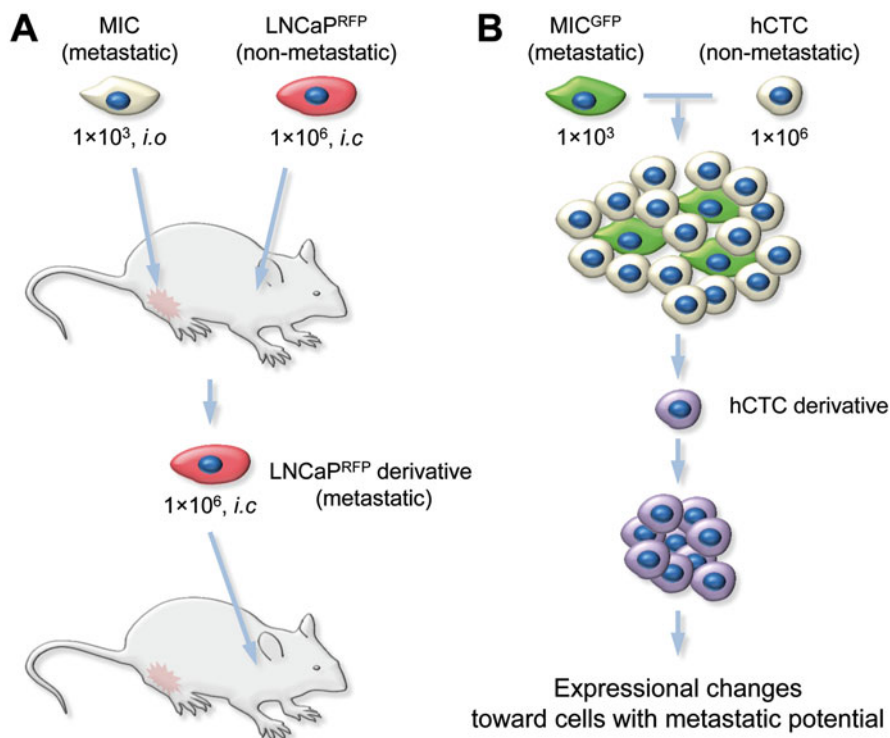 A
MIC
(metastatic)
LNCaPᴿꟳᴾ
(non-metastatic)
1×10³, i.o
1×10⁶, i.c
LNCaPᴿꟳᴾ derivative
(metastatic)
1×10⁶, i.c
B
MICᴳꟳᴾ
(metastatic)
hCTC
(non-metastatic)
1×10³
1×10⁶
hCTC derivative
Expressional changes
toward cells with metastatic potential